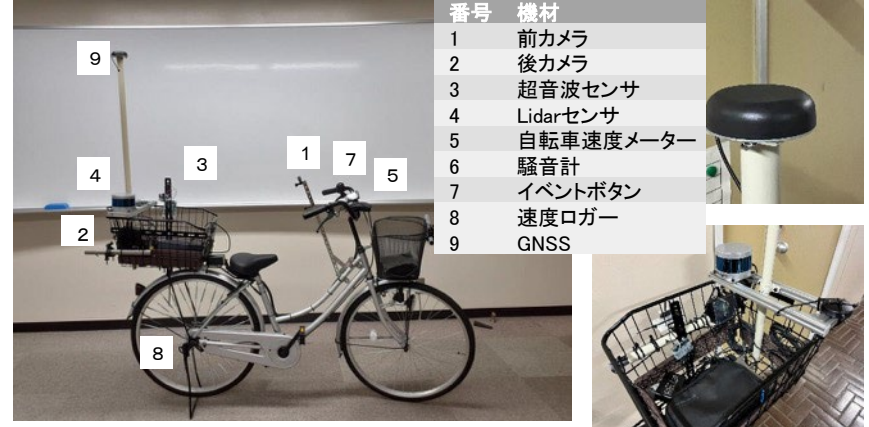 番号 機材
1 前カメラ
2 後カメラ
3 超音波センサ
4 Lidarセンサ
5 自転車速度メーター
6 騒音計
7 イベントボタン
8 速度ロガー
9 GNSS
9
4
3
1
7
5
2
8